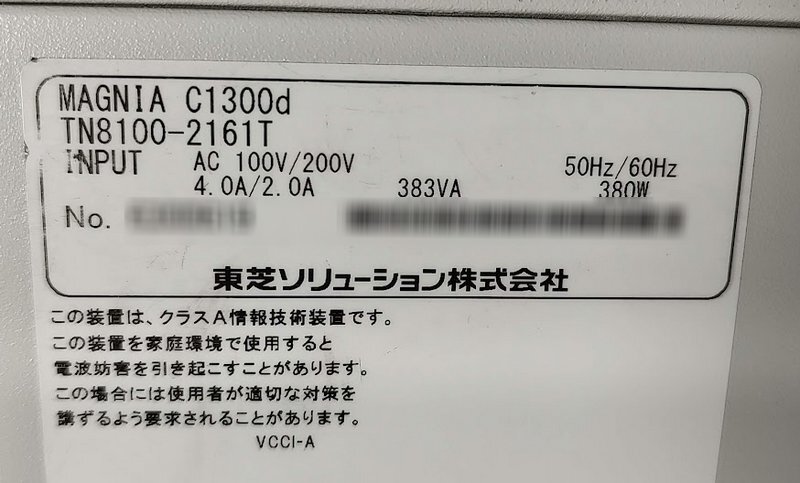 MAGNIA C1300d
TN8100-2161T
INPUT AC 100V/200V 50Hz/60Hz
4.0A/2.0A 383VA 380W
No.
東芝ソリューション株式会社
この装置は、クラスA情報技術装置です。
この装置を家庭環境で使用すると
電波妨害を引き起こすことがあります。
この場合には使用者が適切な対策を
講ずるよう要求されることがあります。
VCCI-A